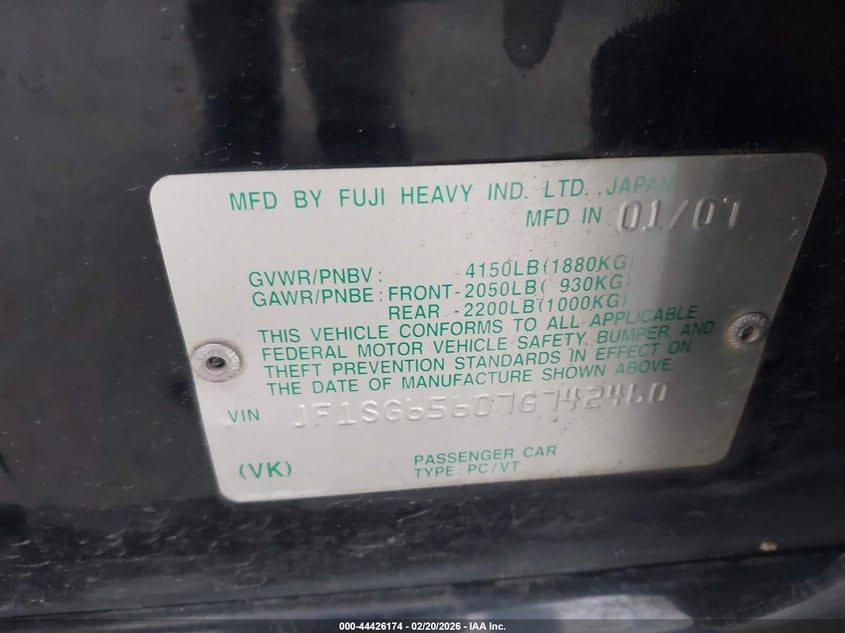 MFD BY FUJI HEAVY IND. LTD. JAPAN
MFD IN 01/07
GVWR/PNBV: 4150LB(1880KG)
GAWR/PNBE: FRONT-2050LB( 930KG)
REAR -2200LB(1000KG)
THIS VEHICLE CONFORMS TO ALL APPLICABLE
FEDERAL MOTOR VEHICLE SAFETY, BUMPER, AND
THEFT PREVENTION STANDARDS IN EFFECT ON
THE DATE OF MANUFACTURE SHOWN ABOVE.
VIN JF1SG65607G742460
(VK) PASSENGER CAR
TYPE: PC/VT
000-44426174 - 02/20/2026 - IAA Inc.